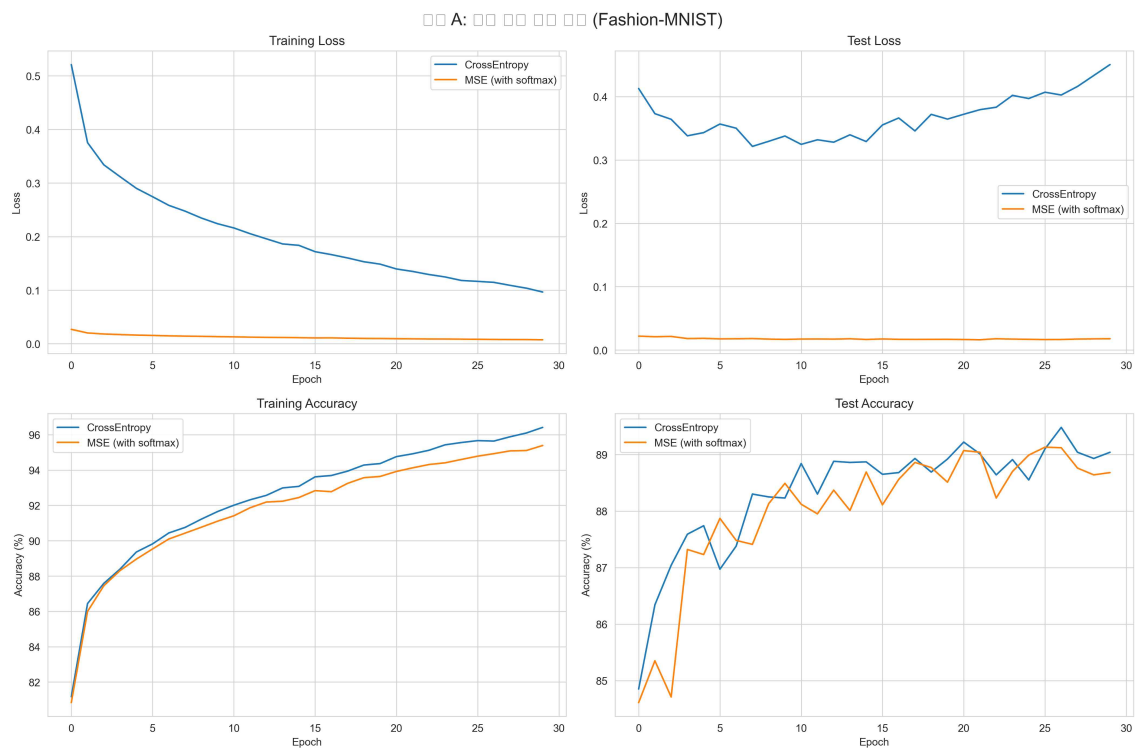 A: (Fashion-MNIST)
Training Loss
CrossEntropy
MSE (with softmax)
Loss
0.5
0.4
0.3
0.2
0.1
0.0
0 5 10 15 20 25 30
Epoch
Test Loss
CrossEntropy
MSE (with softmax)
Loss
0.4
0.3
0.2
0.1
0.0
0 5 10 15 20 25 30
Epoch
Training Accuracy
CrossEntropy
MSE (with softmax)
Accuracy (%)
96
94
92
90
88
86
84
82
0 5 10 15 20 25 30
Epoch
Test Accuracy
CrossEntropy
MSE (with softmax)
Accuracy (%)
89
88
87
86
85
0 5 10 15 20 25 30
Epoch